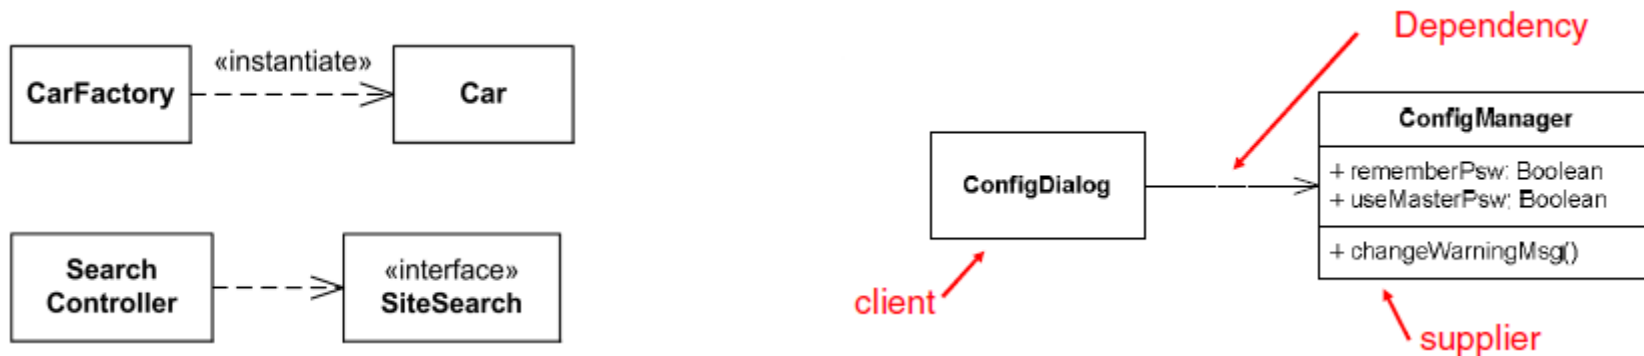 «instantiate»
CarFactory
Car
Search
Controller
«interface»
SiteSearch
Dependency
ConfigDialog
ConfigManager
+ rememberPsw: Boolean
+ useMasterPsw: Boolean
+ changeWarningMsg()
client
supplier